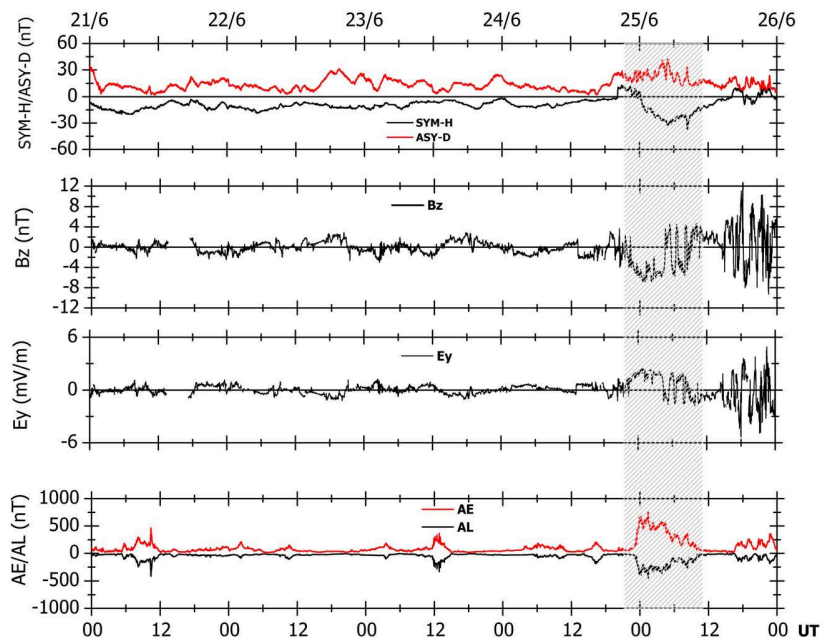 21/6 22/6 23/6 24/6 25/6 26/6
SYM-H/ASY-D (nT)
60
30
0
-30
-60
SYM-H
ASY-D
Bz (nT)
12
8
4
0
-4
-8
-12
Bz
Ey (mV/m)
6
0
-6
Ey
AE/AL (nT)
1000
500
0
-500
-1000
AE
AL
00 12 00 12 00 12 00 12 00 12 00 UT